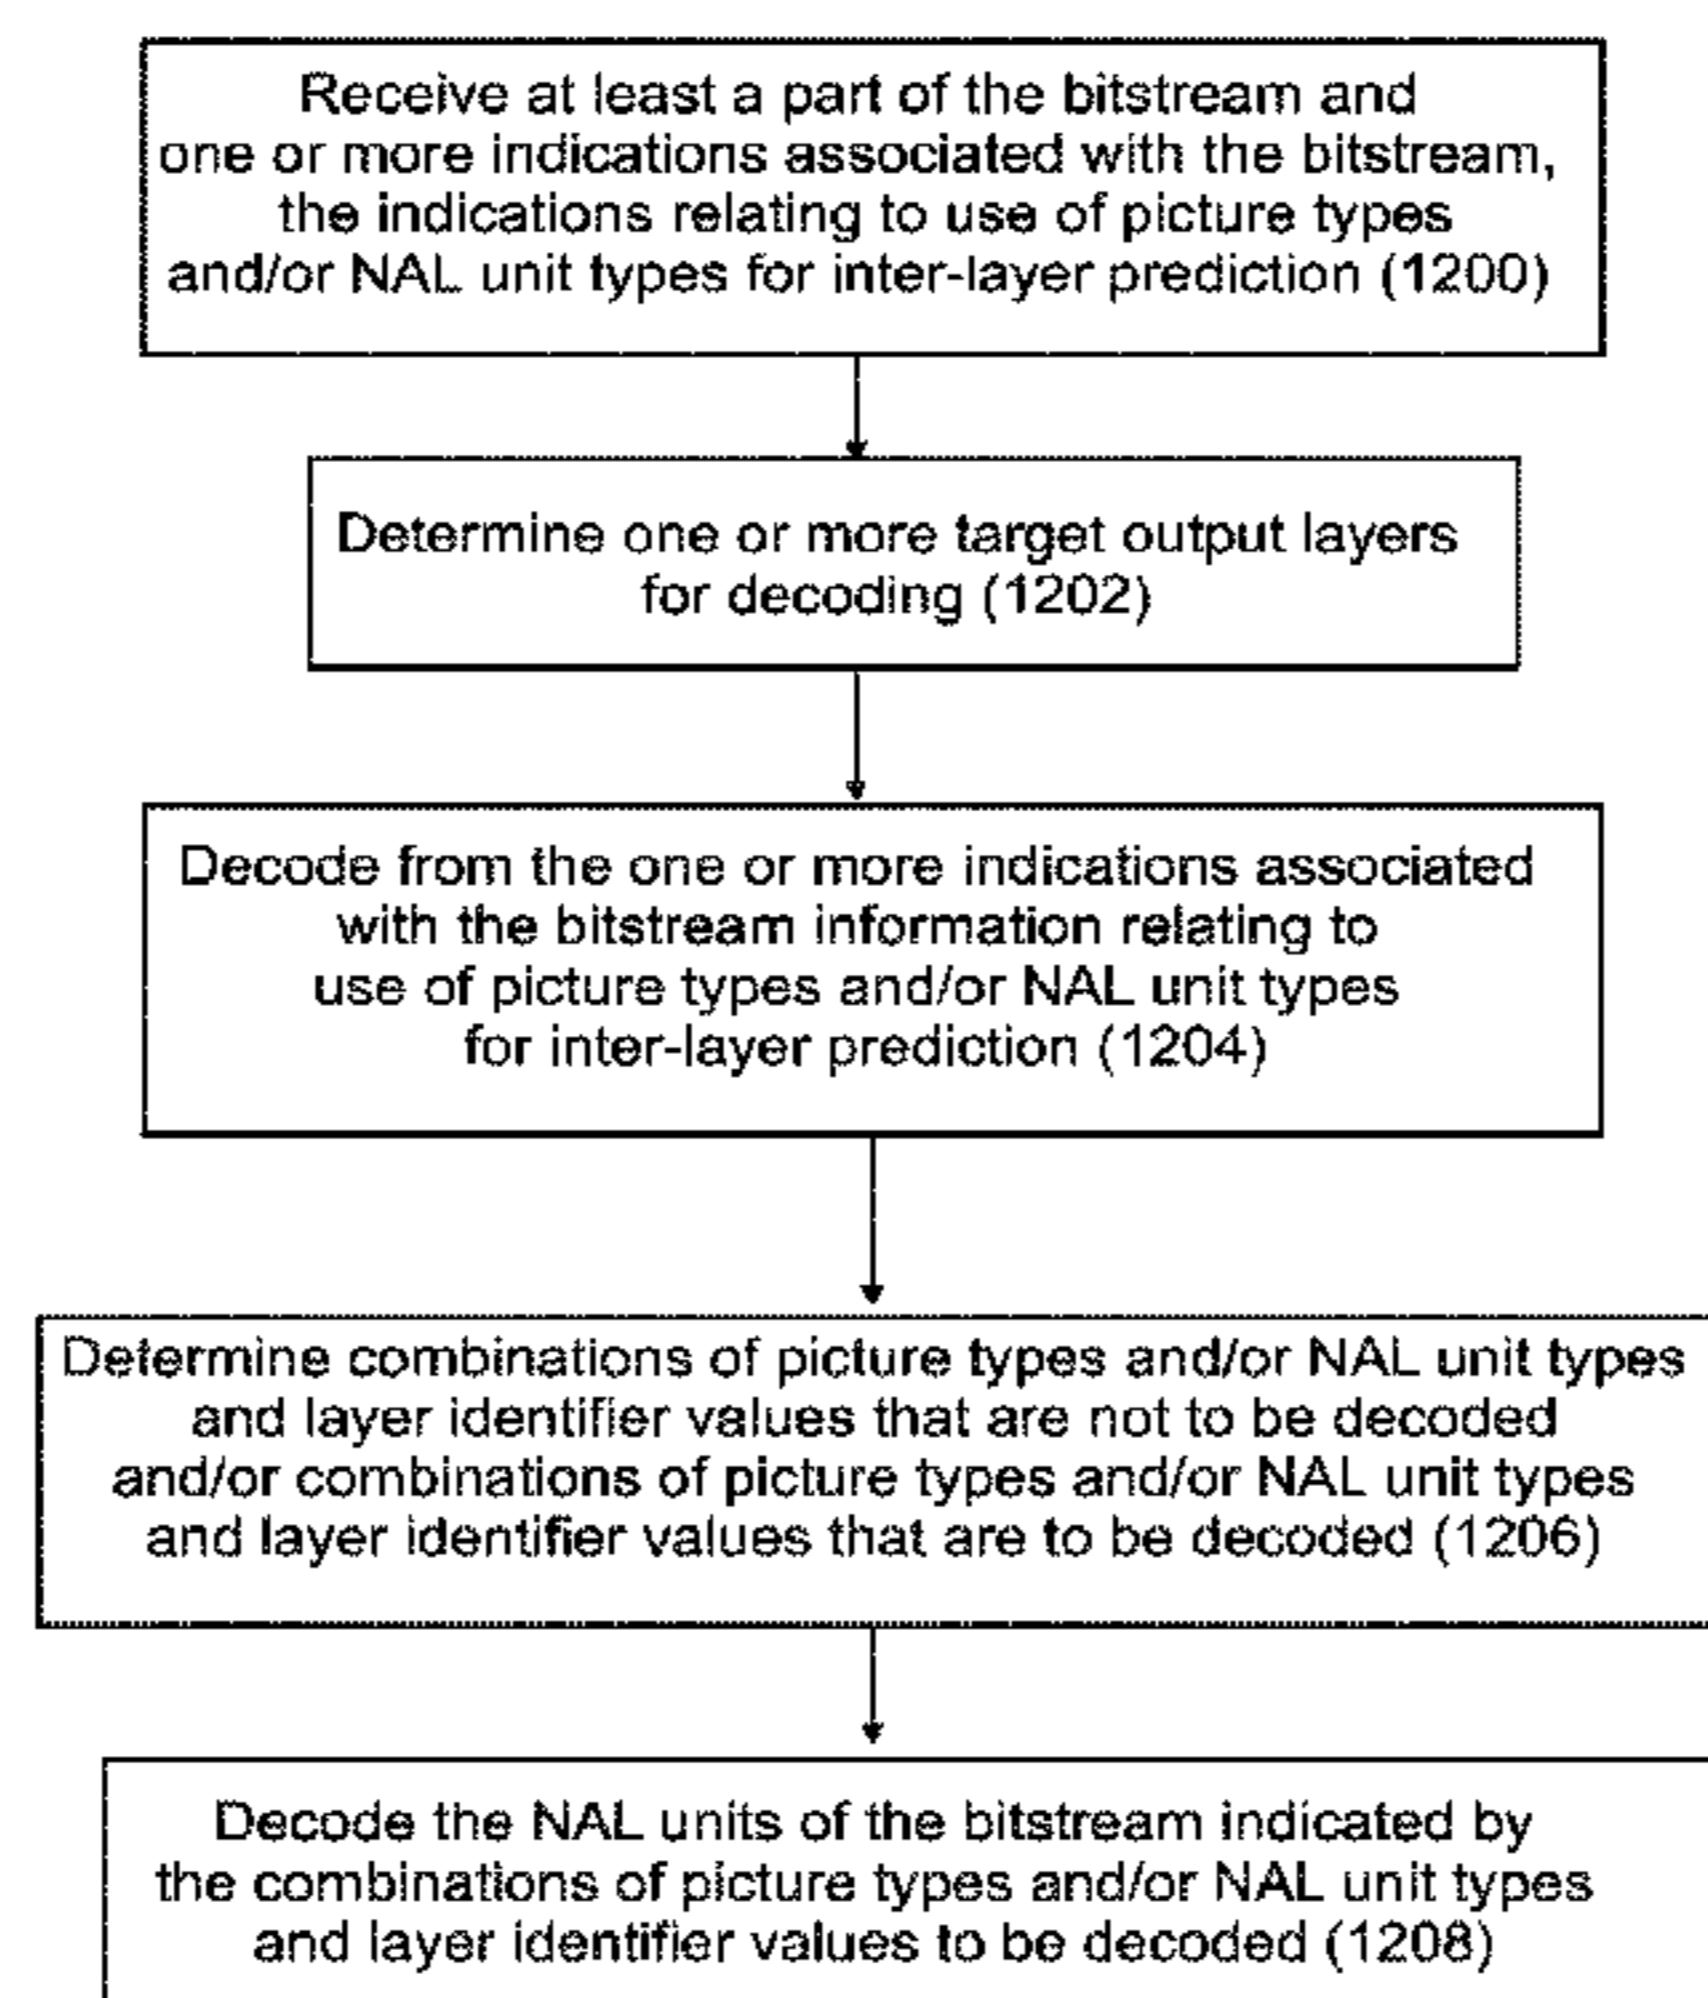 Receive at least a part of the bitstream and
one or more indications associated with the bitstream,
the indications relating to use of picture types
and/or NAL unit types for inter-layer prediction (1200)
Determine one or more target output layers
for decoding (1202)
Decode from the one or more indications associated
with the bitstream information relating to
use of picture types and/or NAL unit types
for inter-layer prediction (1204)
Determine combinations of picture types and/or NAL unit types
and layer identifier values that are not to be decoded
and/or combinations of picture types and/or NAL unit types
and layer identifier values that are to be decoded (1206)
Decode the NAL units of the bitstream indicated by
the combinations of picture types and/or NAL unit types
and layer identifier values to be decoded (1208)